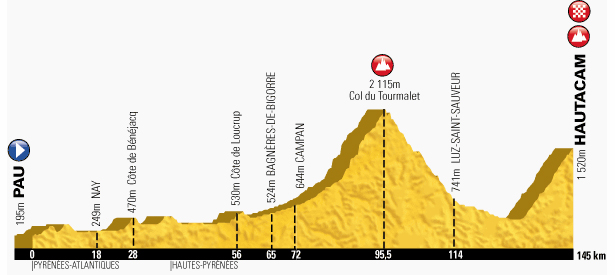 195m PAU
249m NAY
470m Côte de Bénéjacq
530m Côte de Loucrup
524m BAGNÈRES-DE-BIGORRE
644m CAMPAN
2 115m
Col du Tourmalet
741m LUZ-SAINT-SAUVEUR
1 520m HAUTACAM
0 18 28 56 65 72 95,5 114 145 km
PYRÉNÉES-ATLANTIQUES HAUTES-PYRÉNÉES